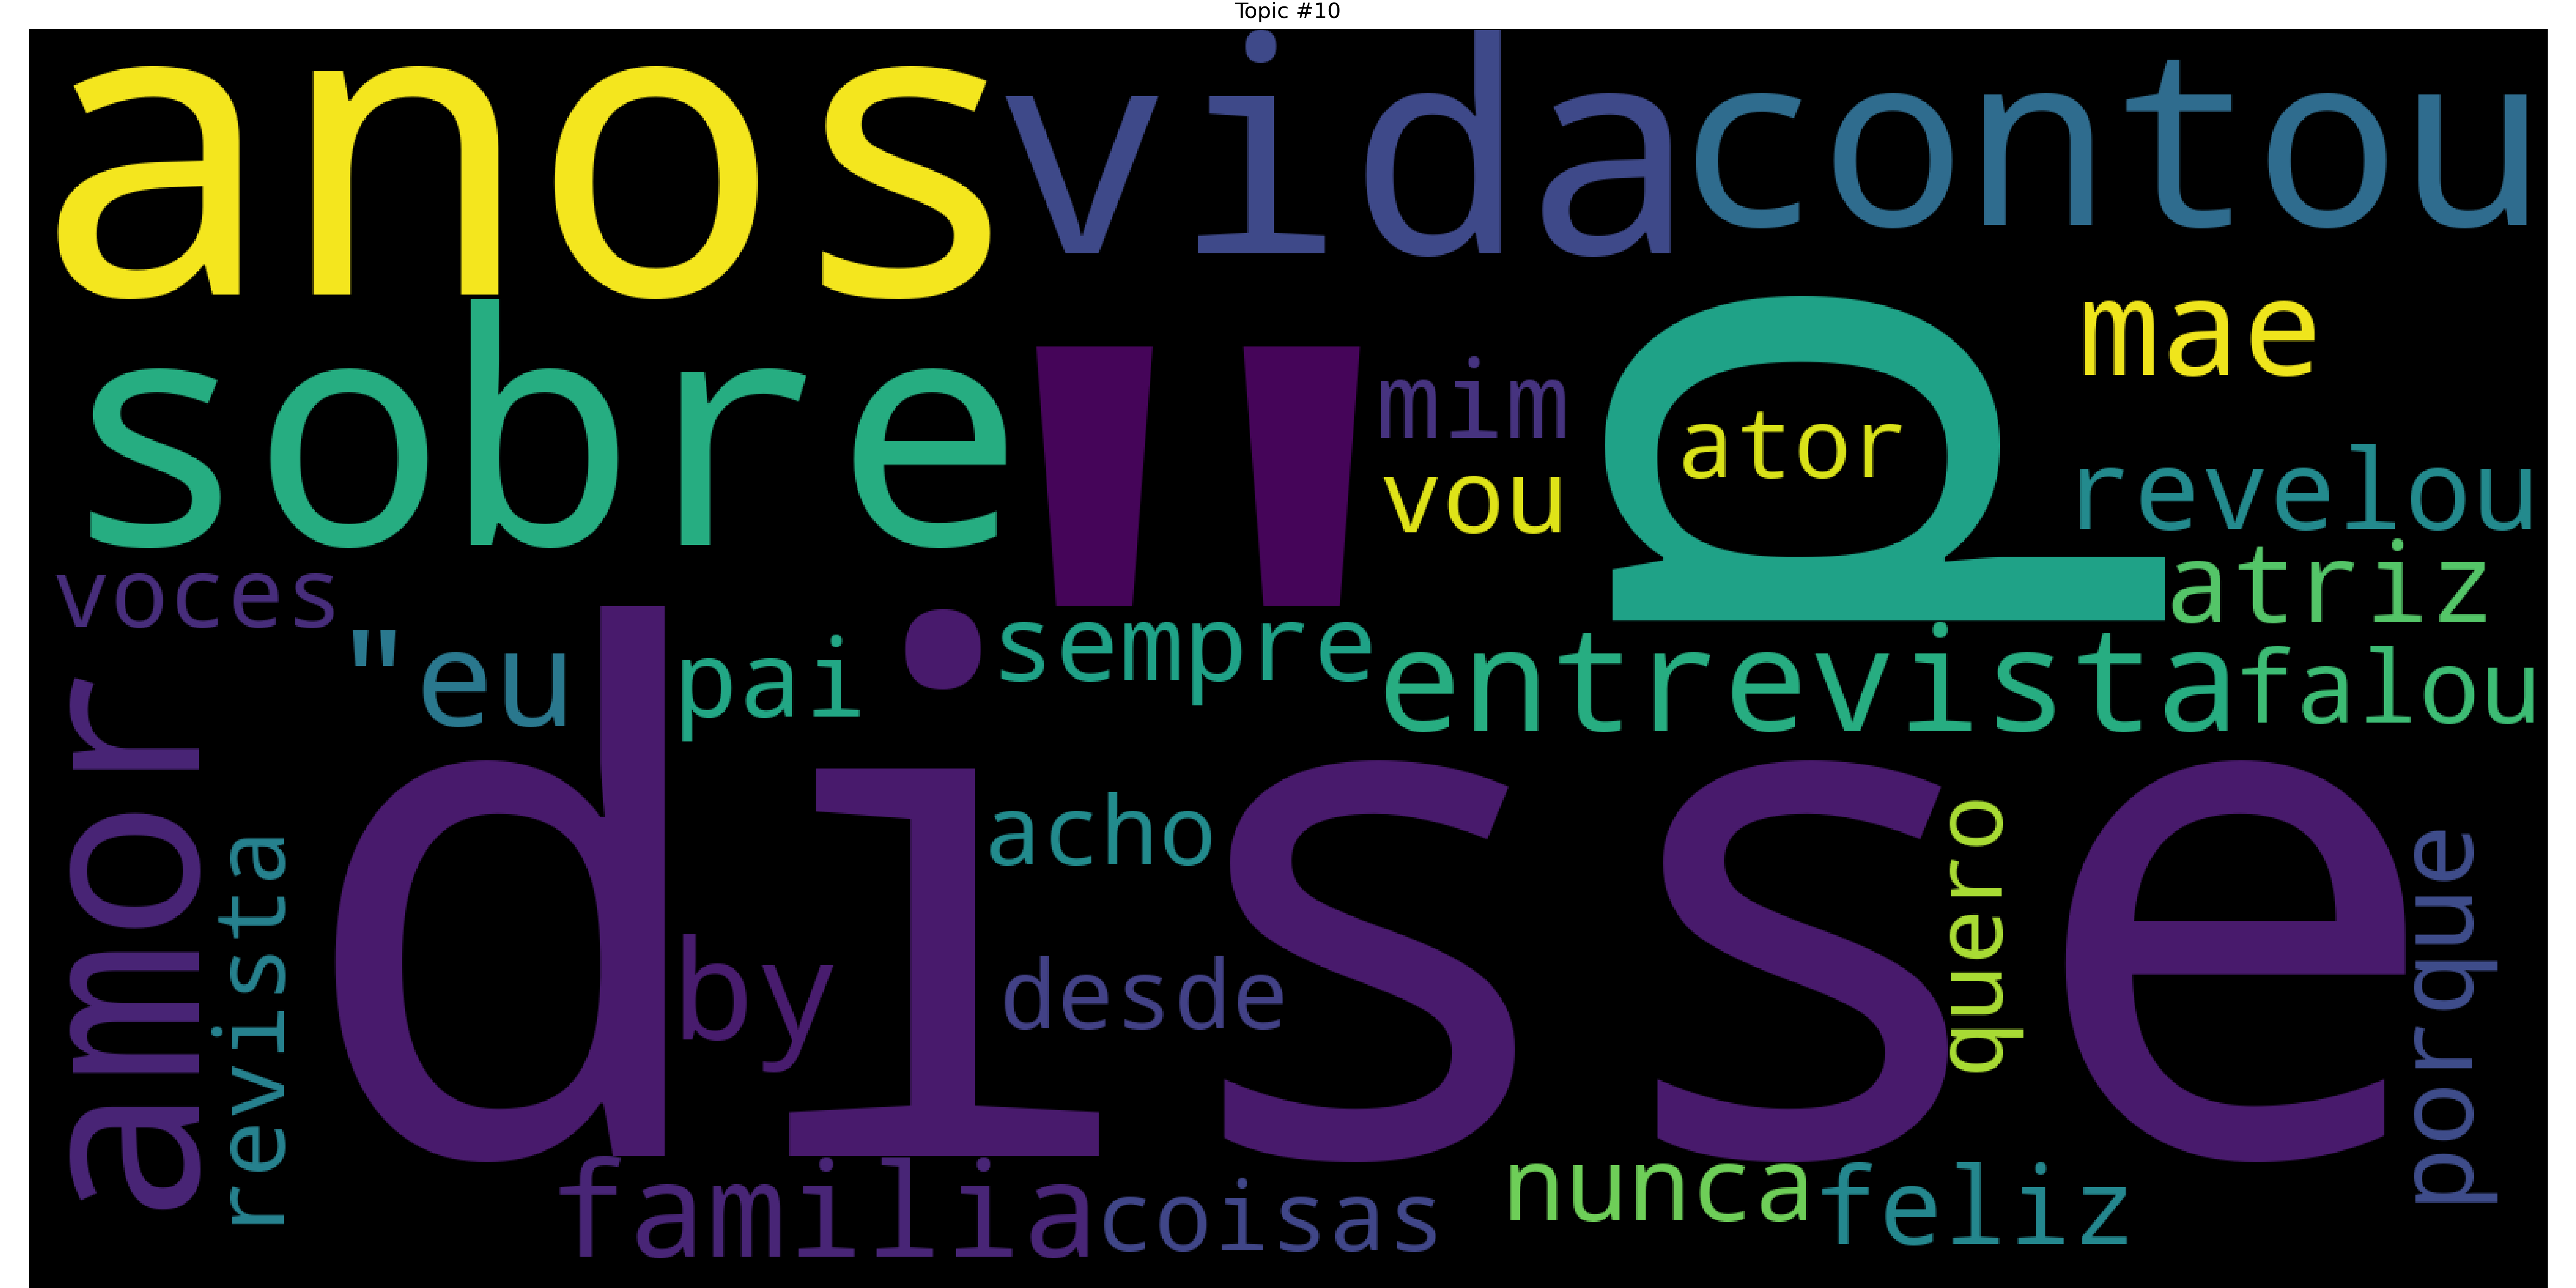 Topic #10
anos vida contou
sobre " mim p ator mae
vou revelou
voces atriz
"eu pai sempre entrevista falou
amor disse acho quero porque
revista by desde
familia coisas nunca feliz